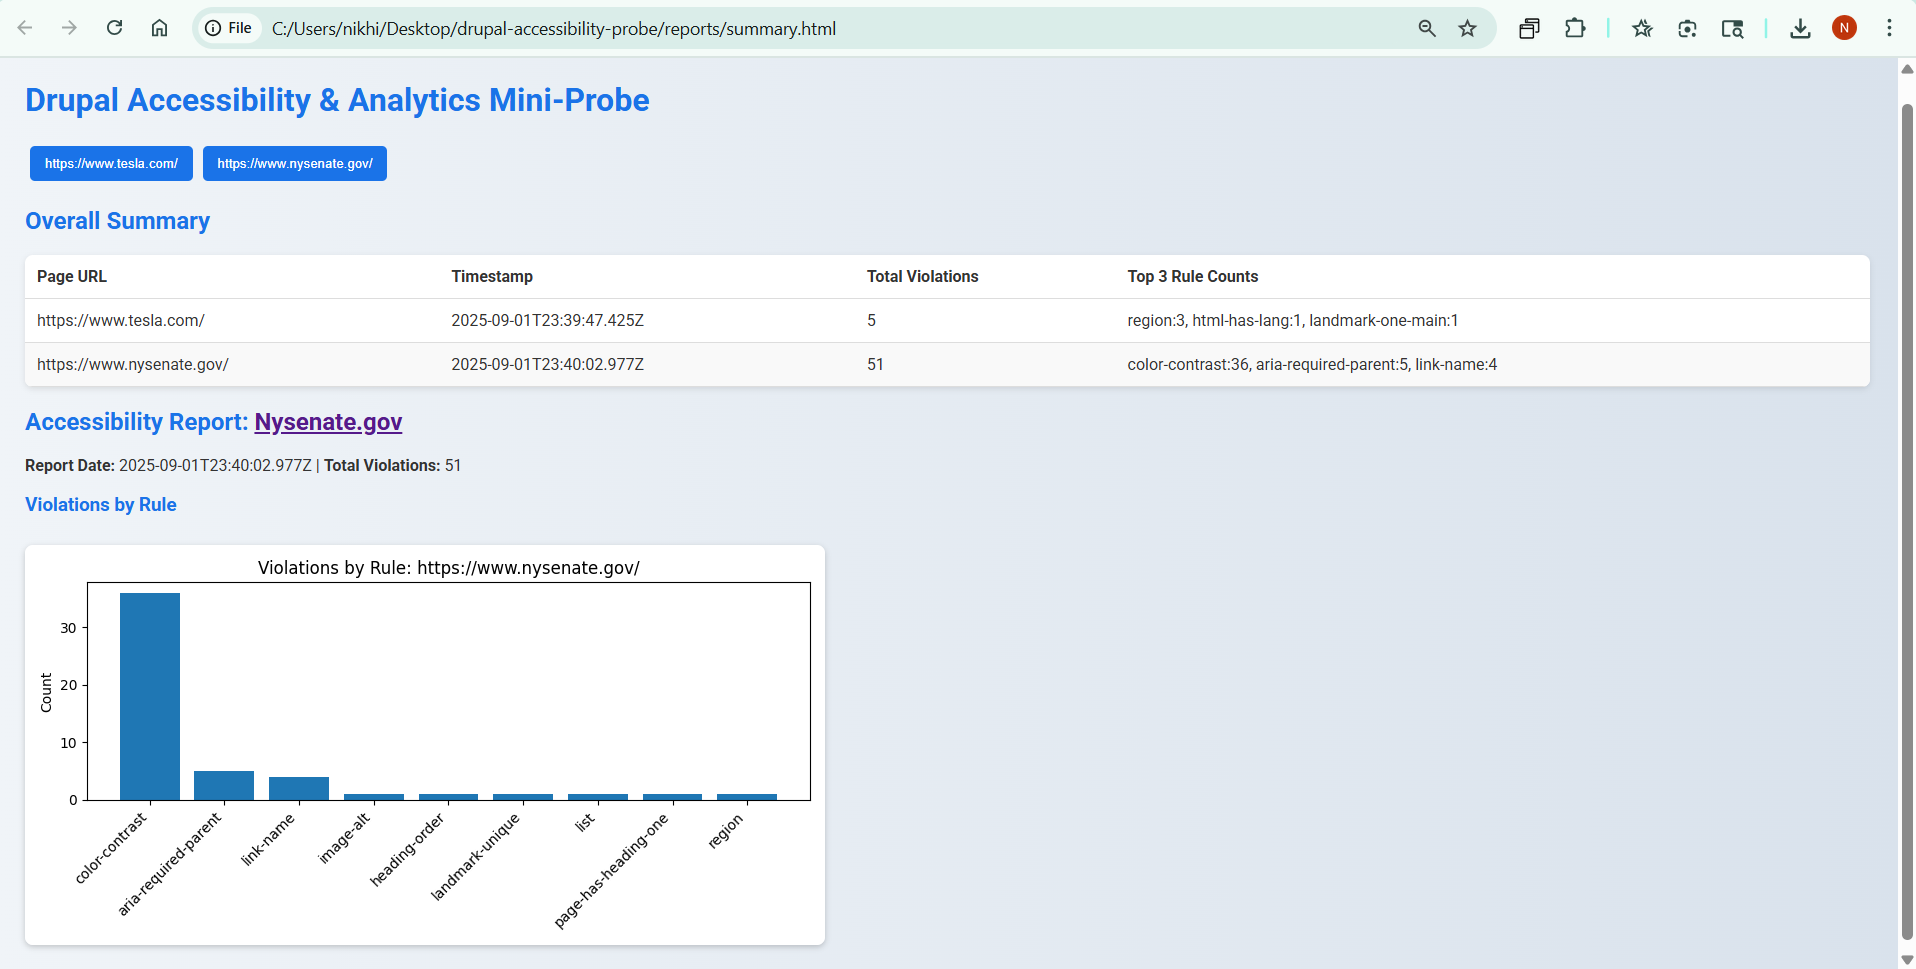 File
C:/Users/nikhi/Desktop/drupal-accessibility-probe/reports/summary.html
N
Drupal Accessibility & Analytics Mini-Probe
https://www.tesla.com/ https://www.nysenate.gov/
Overall Summary
Page URL Timestamp Total Violations Top 3 Rule Counts
https://www.tesla.com/ 2025-09-01T23:39:47.425Z 5 region:3, html-has-lang:1, landmark-one-main:1
https://www.nysenate.gov/ 2025-09-01T23:40:02.977Z 51 color-contrast:36, aria-required-parent:5, link-name:4
Accessibility Report: Nysenate.gov
Report Date: 2025-09-01T23:40:02.977Z | Total Violations: 51
Violations by Rule
Violations by Rule: https://www.nysenate.gov/
Count
30
20
10
0
color-contrast
aria-required-parent
link-name
image-alt
heading-order
landmark-unique
list
page-has-heading-one
region